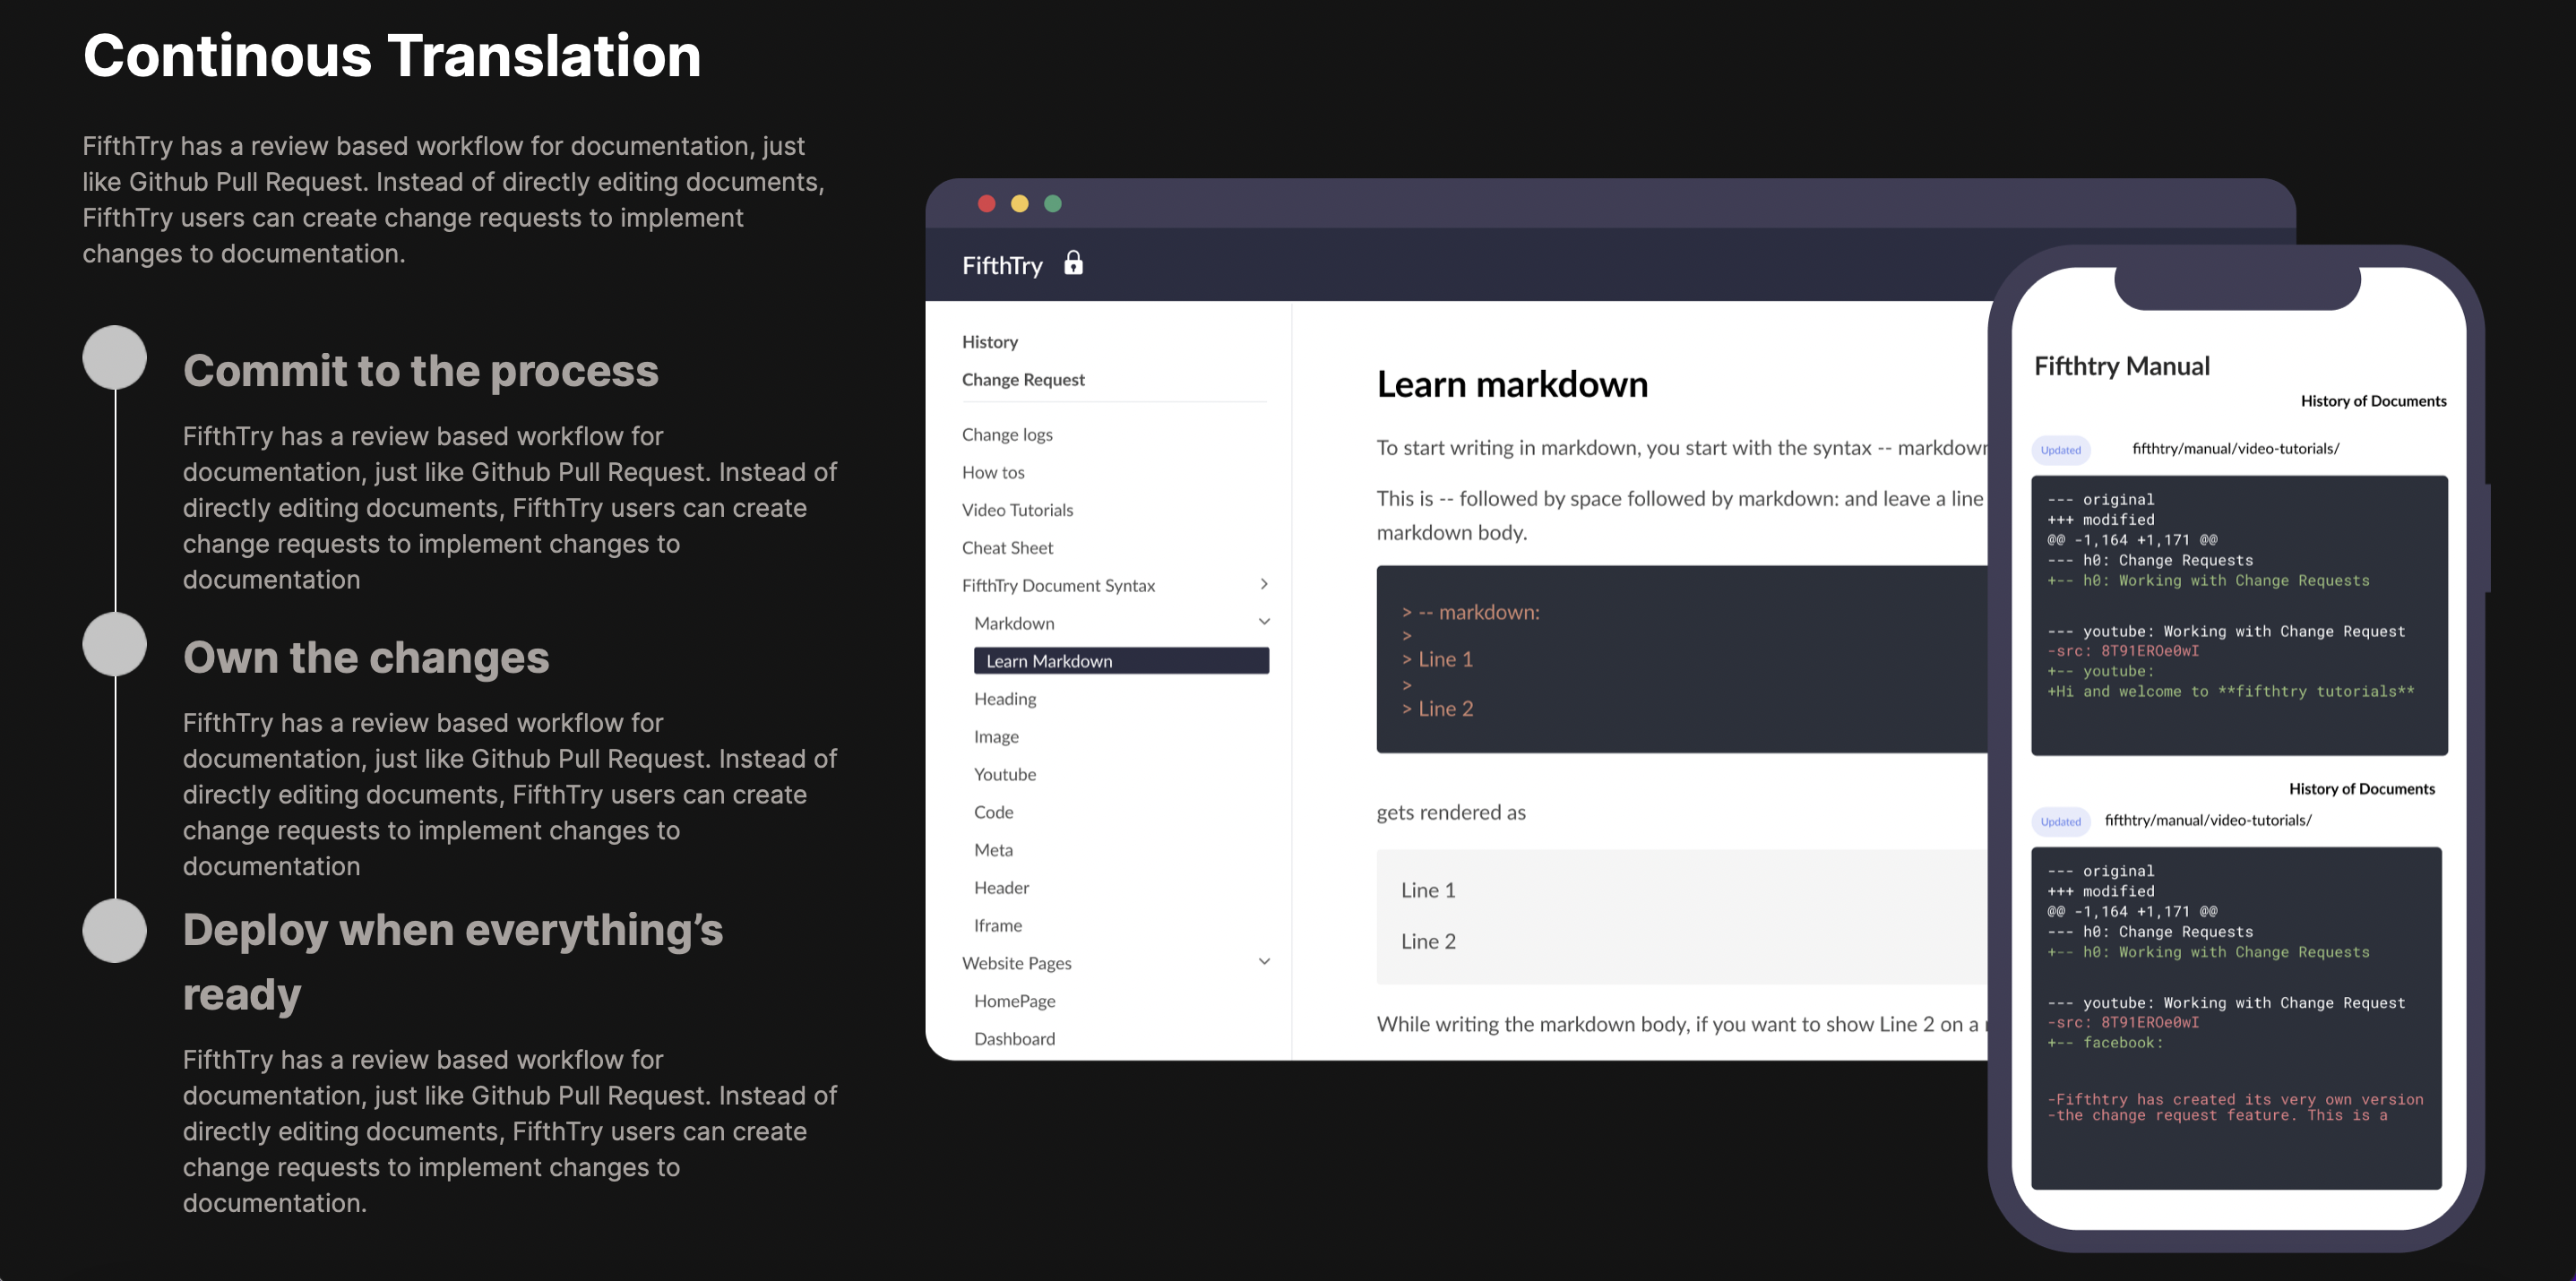 Continous Translation
FifthTry has a review based workflow for documentation, just
like Github Pull Request. Instead of directly editing documents,
FifthTry users can create change requests to implement
changes to documentation.
Commit to the process
FifthTry has a review based workflow for
documentation, just like Github Pull Request. Instead of
directly editing documents, FifthTry users can create
change requests to implement changes to
documentation
Own the changes
FifthTry has a review based workflow for
documentation, just like Github Pull Request. Instead of
directly editing documents, FifthTry users can create
change requests to implement changes to
documentation
Deploy when everything’s
ready
FifthTry has a review based workflow for
documentation, just like Github Pull Request. Instead of
directly editing documents, FifthTry users can create
change requests to implement changes to
documentation.
FifthTry
History
Change Request
Change logs
How tos
Video Tutorials
Cheat Sheet
FifthTry Document Syntax
Markdown
Learn Markdown
Heading
Image
Youtube
Code
Meta
Header
Iframe
Website Pages
HomePage
Dashboard
Learn markdown
To start writing in markdown, you start with the syntax -- markdown
This is -- followed by space followed by markdown: and leave a line
markdown body.
> -- markdown:
>
> Line 1
>
> Line 2
gets rendered as
Line 1
Line 2
While writing the markdown body, if you want to show Line 2 on a
Fifthtry Manual
History of Documents
Updated fifthtry/manual/video-tutorials/
--- original
+++ modified
@@ -1,164 +1,171 @@
--- h0: Change Requests
+-- h0: Working with Change Requests
--- youtube: Working with Change Request
-src: 8T91EROe0wI
+-- youtube:
+Hi and welcome to **fifthtry tutorials**
History of Documents
Updated fifthtry/manual/video-tutorials/
--- original
+++ modified
@@ -1,164 +1,171 @@
--- h0: Change Requests
+-- h0: Working with Change Requests
--- youtube: Working with Change Request
-src: 8T91EROe0wI
+-- facebook:
-Fifthtry has created its very own version
-the change request feature. This is a